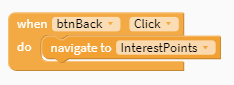 when btnBack Click
do navigate to InterestPoints